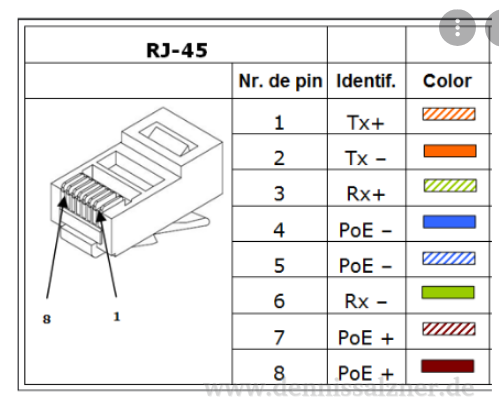 RJ-45
Nr. de pin Identif. Color
1 Tx+
2 Tx –
3 Rx+
4 PoE –
5 PoE –
6 Rx –
7 PoE +
8 PoE +
8 1
www.dennissalzner.de